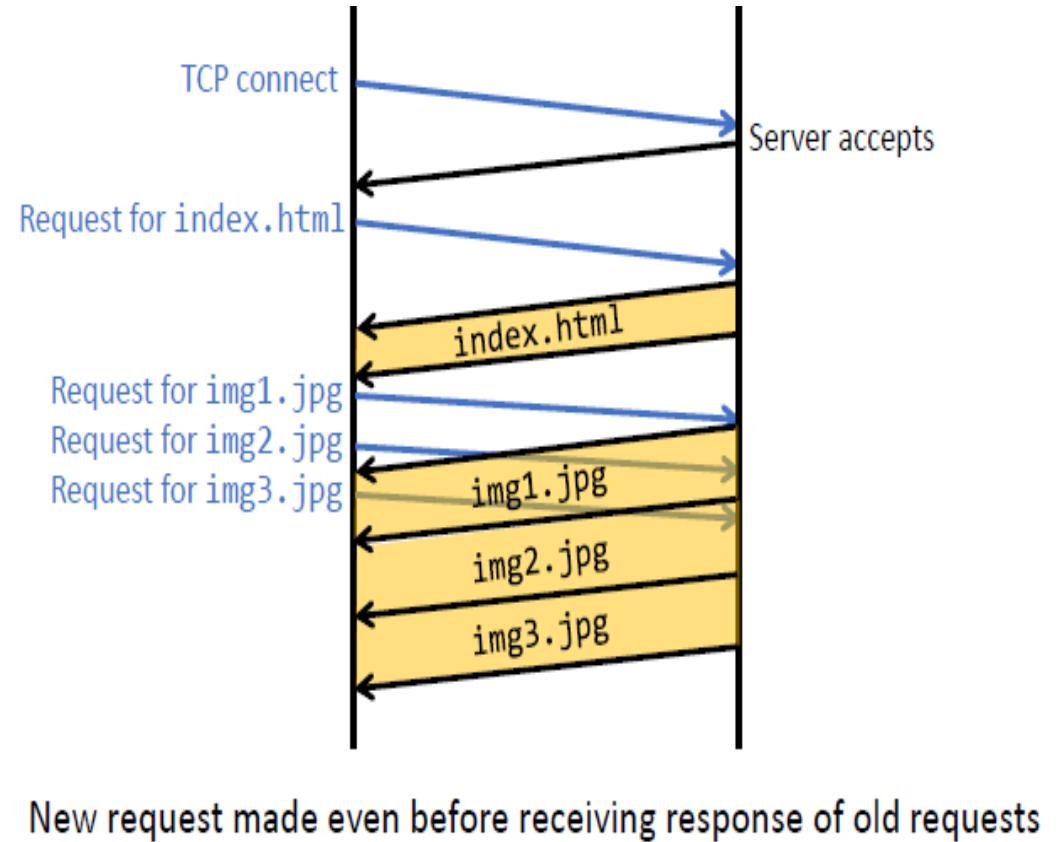 TCP connect
Server accepts
Request for index.html
index.html
Request for img1.jpg
Request for img2.jpg
Request for img3.jpg
img1.jpg
img2.jpg
img3.jpg
New request made even before receiving response of old requests